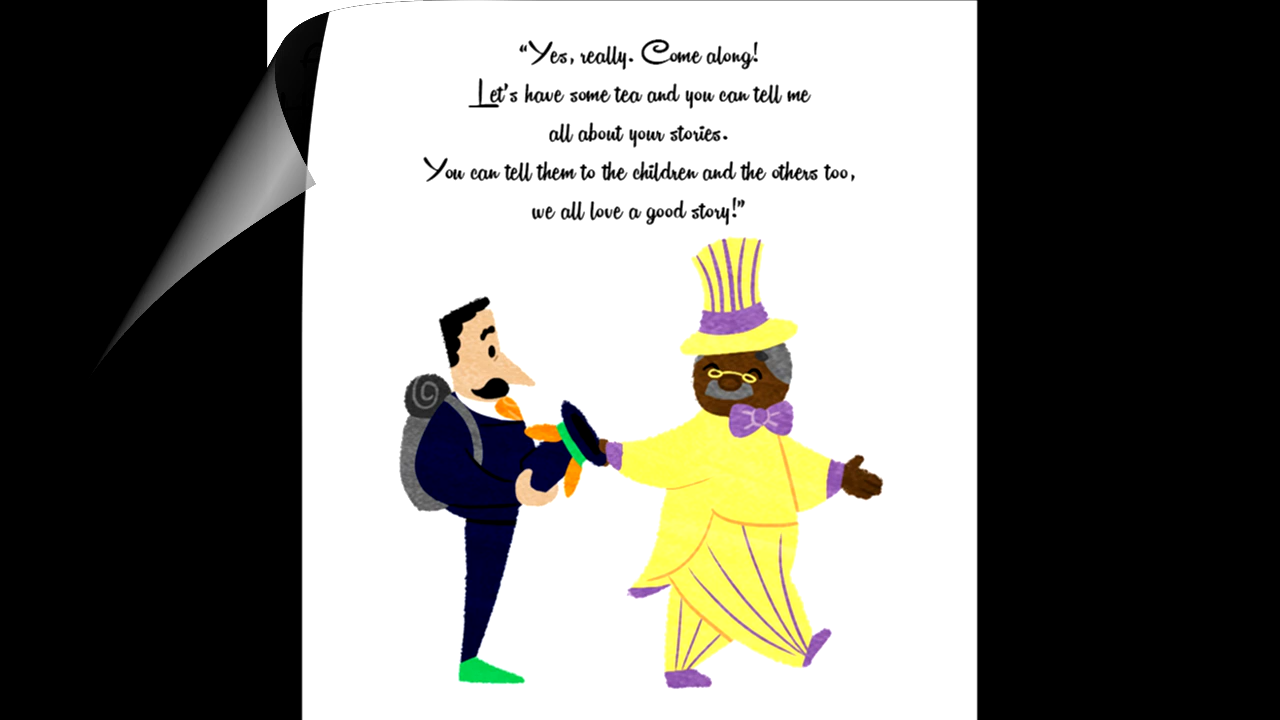 “Yes, really. Come along!
Let's have some tea and you can tell me
all about your stories.
You can tell them to the children and the others too,
we all love a good story!”